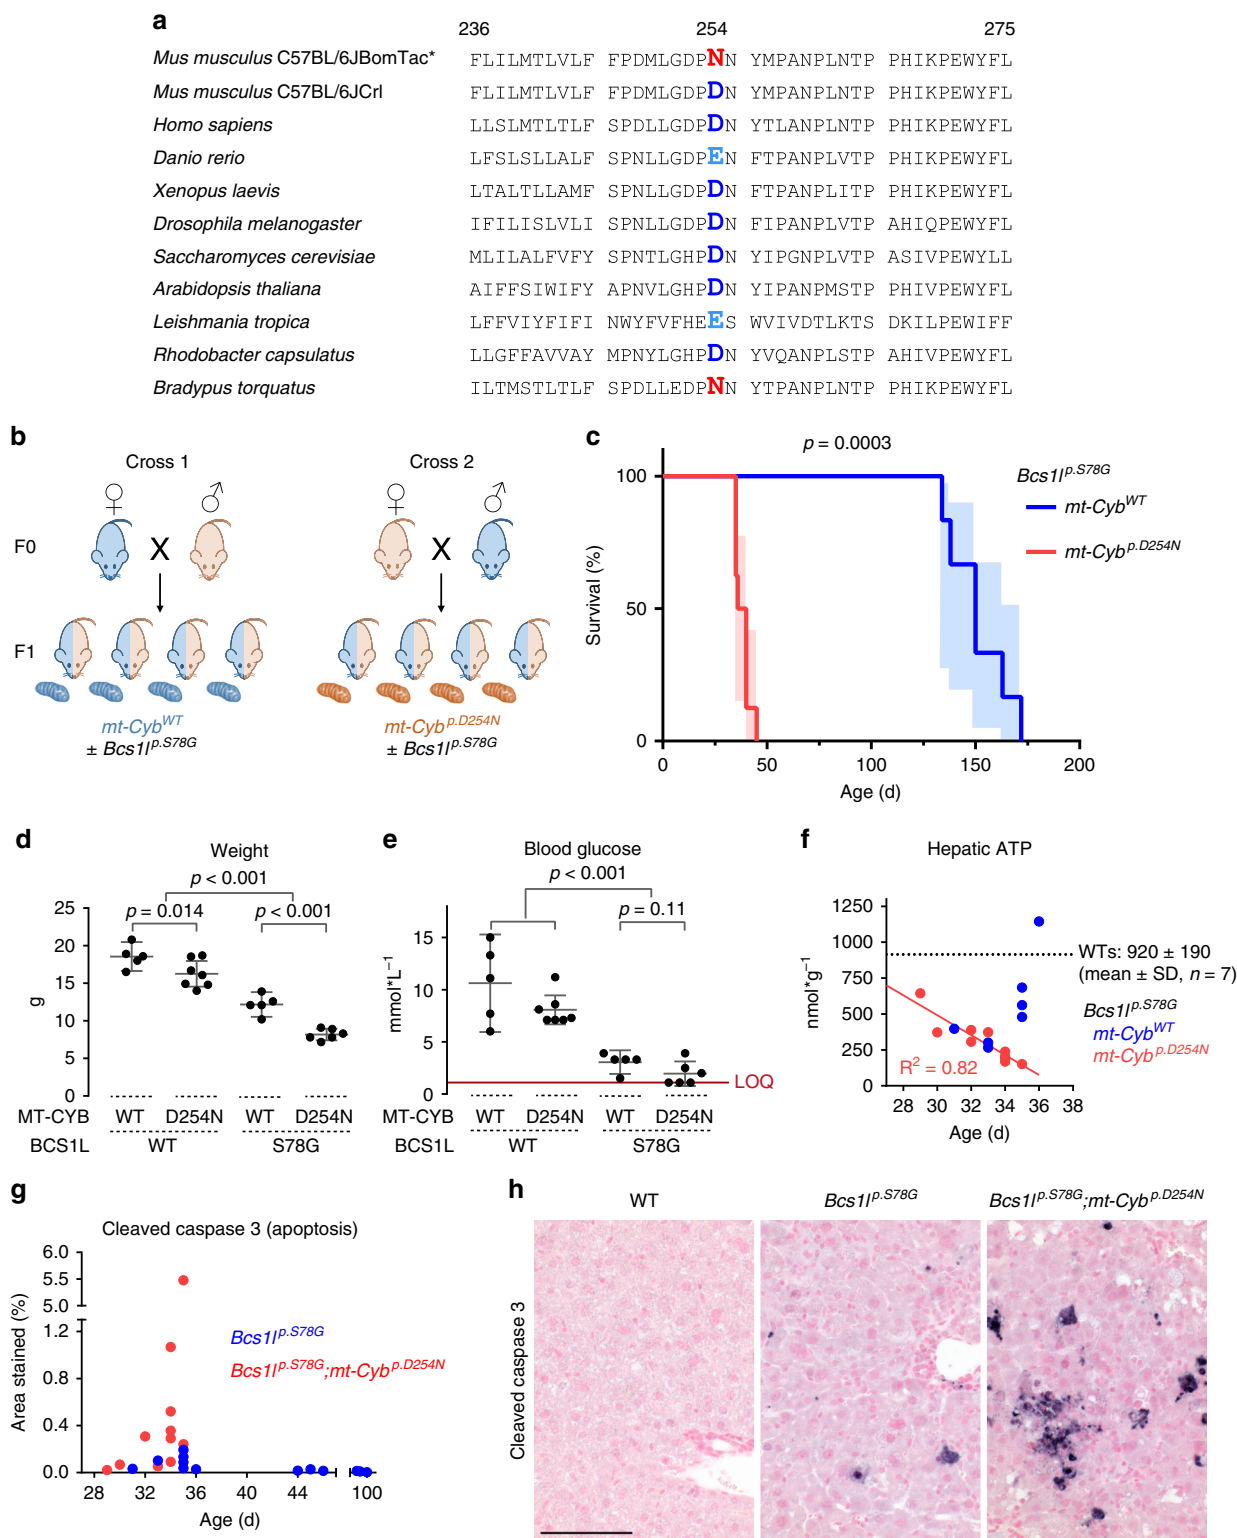 a
236 254 275
Mus musculus C57BL/6JBomTac* FLILMTLVLF FPDMLGDPNN YMPANPLNTP PHIKPEWYFL
Mus musculus C57BL/6JCrl FLILMTLVLF FPDMLGDPDN YMPANPLNTP PHIKPEWYFL
Homo sapiens LLSLMTLTLF SPDLLGDPDN YTLANPLNTP PHIKPEWYFL
Danio rerio LFSLSLLALF SPNLLGDPEN FTPANPLVTP PHIKPEWYFL
Xenopus laevis LTALTLLAMF SPNLLGDPDN FTPANPLITP PHIKPEWYFL
Drosophila melanogaster IFILISLVLI SPNLLGDPDN FIPANPLVTP AHIQPEWYFL
Saccharomyces cerevisiae MLILALFVFY SPNTLGHPDN YIPGNPLVTP ASIVPEWYLL
Arabidopsis thaliana AIFFSIWIFY APNVLGHPDN YIPANPMSTP PHIVPEWYFL
Leishmania tropica LFFVIYFIFI NWYFVFHEES WVIVDTLKTS DKILPEWIFF
Rhodobacter capsulatus LLGFFAVVAY MPNYLGHPDN YVQANPLSTP AHIVPEWYFL
Bradypus torquatus ILTMSTLTLF SPDLLEDPNN YTPANPLNTP PHIKPEWYFL
b
Cross 1 Cross 2
♀ ♂ ♀ ♂
F0 X X
F1
mt-Cyb^WT mt-Cyb^p.D254N
± Bcs1l^p.S78G ± Bcs1l^p.S78G
c
p = 0.0003
Bcs1l^p.S78G
mt-Cyb^WT
mt-Cyb^p.D254N
Survival (%)
100
50
0
0 50 100 150 200
Age (d)
d
Weight
p < 0.001
p = 0.014 p < 0.001
g
25
20
15
10
5
0
MT-CYB WT D254N WT D254N
BCS1L WT S78G
e
Blood glucose
p < 0.001
p = 0.11
mmol*L^−1
15
10
5
0
LOQ
MT-CYB WT D254N WT D254N
BCS1L WT S78G
f
Hepatic ATP
nmol*g^−1
1250
1000
750
500
250
0
WTs: 920 ± 190
(mean ± SD, n = 7)
Bcs1l^p.S78G
mt-Cyb^WT
mt-Cyb^p.D254N
R^2 = 0.82
28 30 32 34 36 38
Age (d)
g
Cleaved caspase 3 (apoptosis)
Area stained (%)
6.0
5.5
5.0
1.2
0.8
0.4
0.0
Bcs1l^p.S78G
Bcs1l^p.S78G;mt-Cyb^p.D254N
28 32 36 40 44 100
Age (d)
h
WT Bcs1l^p.S78G Bcs1l^p.S78G;mt-Cyb^p.D254N
Cleaved caspase 3